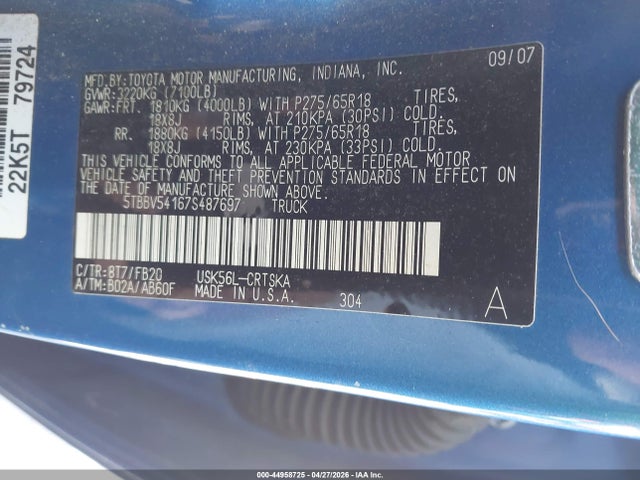 22K5T 79724
MFD.BY:TOYOTA MOTOR MANUFACTURING, INDIANA, INC. 09/07
GVWR:3220KG (7100LB)
GAWR:FRT. 1810KG (4000LB) WITH P275/65R18 TIRES,
18X8J RIMS, AT 210KPA (30PSI) COLD.
RR. 1880KG (4150LB) WITH P275/65R18 TIRES,
18X8J RIMS, AT 230KPA (33PSI) COLD.
THIS VEHICLE CONFORMS TO ALL APPLICABLE FEDERAL MOTOR
VEHICLE SAFETY AND THEFT PREVENTION STANDARDS IN EFFECT ON
THE DATE OF MANUFACTURE SHOWN ABOVE.
5TBBV54167S487697 TRUCK
C/TR:8T7/FB20 USK56L-CRTSKA
A/TM:B02A/AB60F MADE IN U.S.A. 304 A
000-44958725 - 04/27/2026 - IAAI.COM